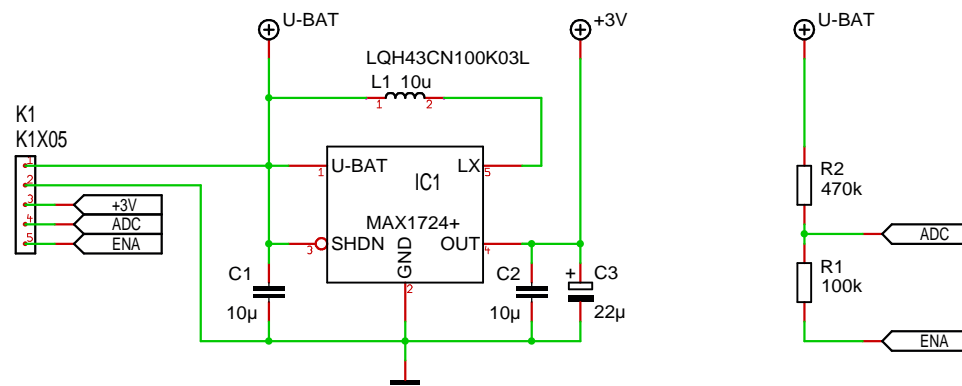 U-BAT
+3V
U-BAT
LQH43CN100K03L
L1 10u
1 2
K1
K1X05
1
2
3 +3V
4 ADC
5 ENA
1 U-BAT LX 5
IC1
MAX1724+
3 SHDN OUT 4
GND
2
C1
10µ
C2
10µ
+ C3
22µ
R2
470k
ADC
R1
100k
ENA